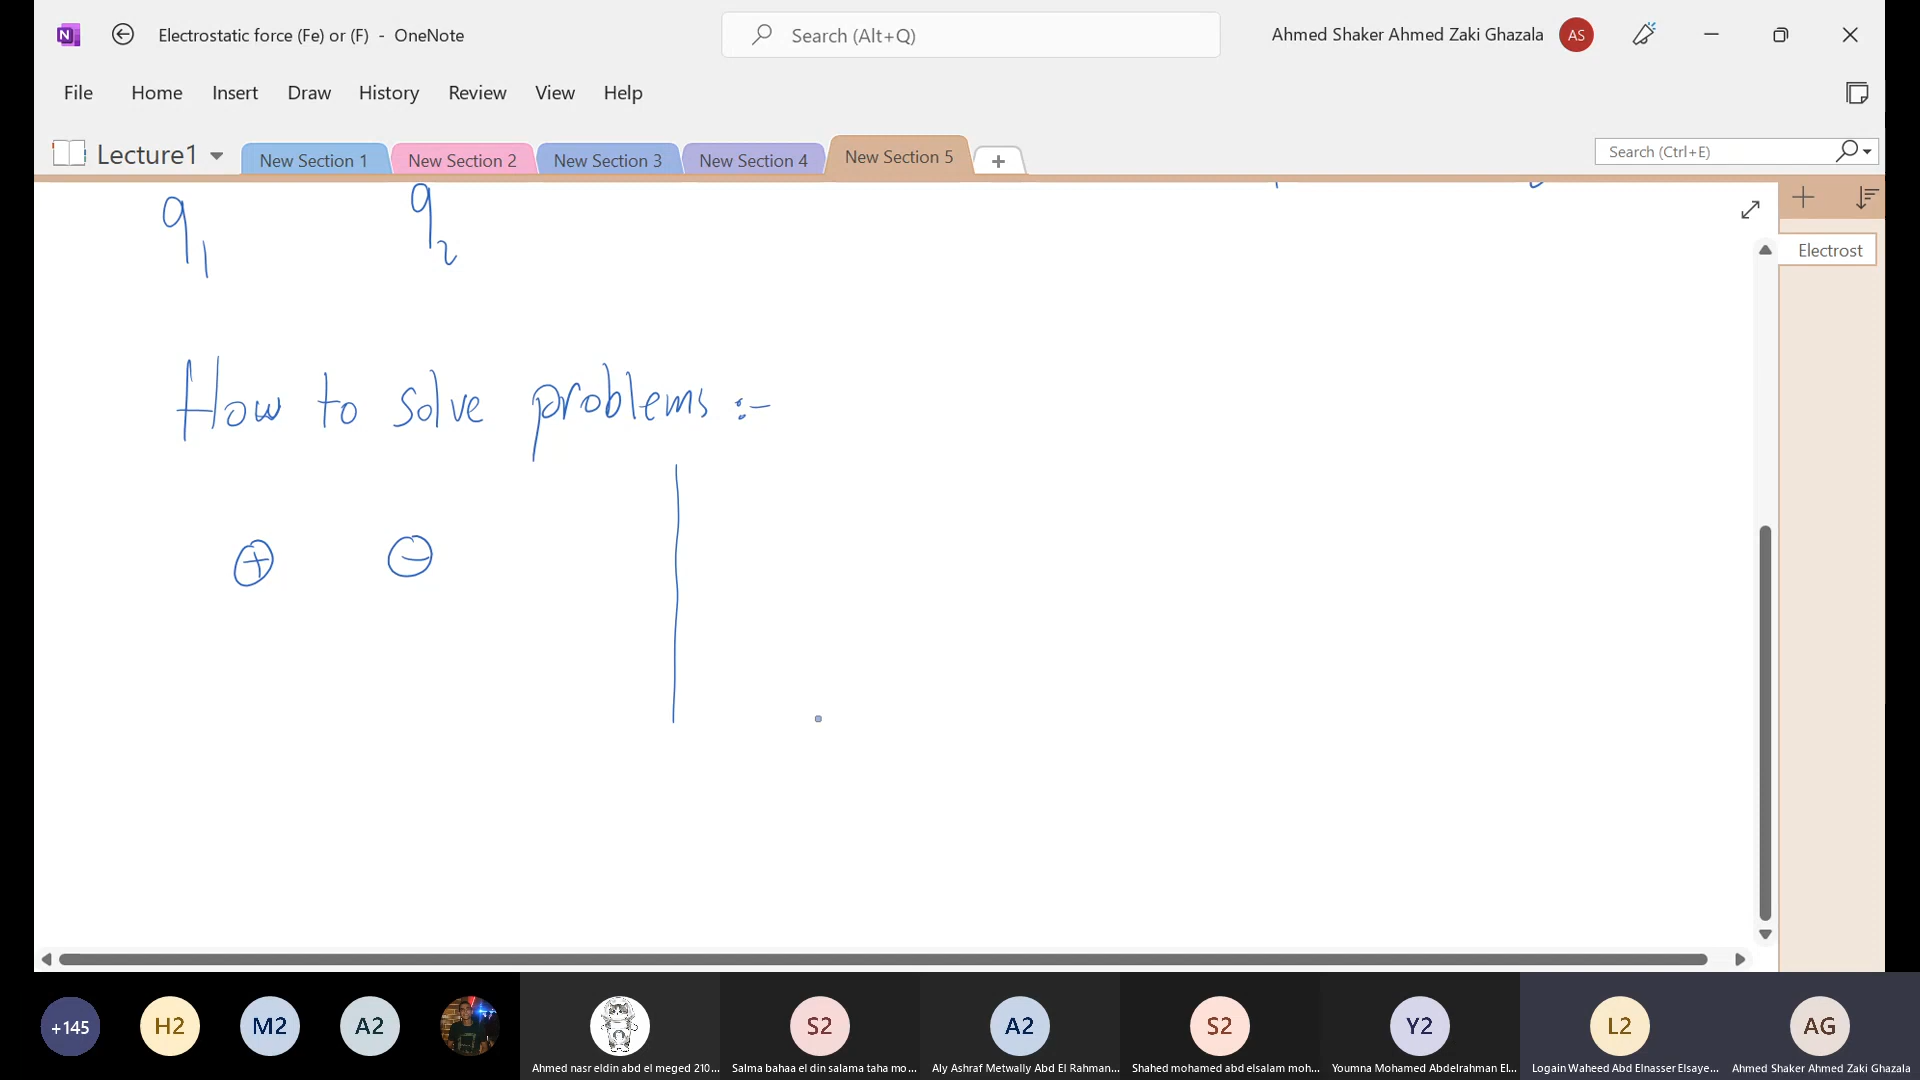 Electrostatic force (Fe) or (F) - OneNote
Search (Alt+Q)
Ahmed Shaker Ahmed Zaki Ghazala
AS
File Home Insert Draw History Review View Help
Lecture1
New Section 1
New Section 2
New Section 3
New Section 4
New Section 5
+
Search (Ctrl+E)
Electrost
q1 q2
How to solve problems :-
+ -
+145
H2
M2
A2
S2
A2
S2
Y2
L2
AG
Ahmed nasr eldin abd el meged 210...
Salma bahaa el din salama taha mo...
Aly Ashraf Metwally Abd El Rahman...
Shahed mohamed abd elsalam moh...
Youmna Mohamed Abdelrahman El...
Logain Waheed Abd Elnasser Elsaye...
Ahmed Shaker Ahmed Zaki Ghazala